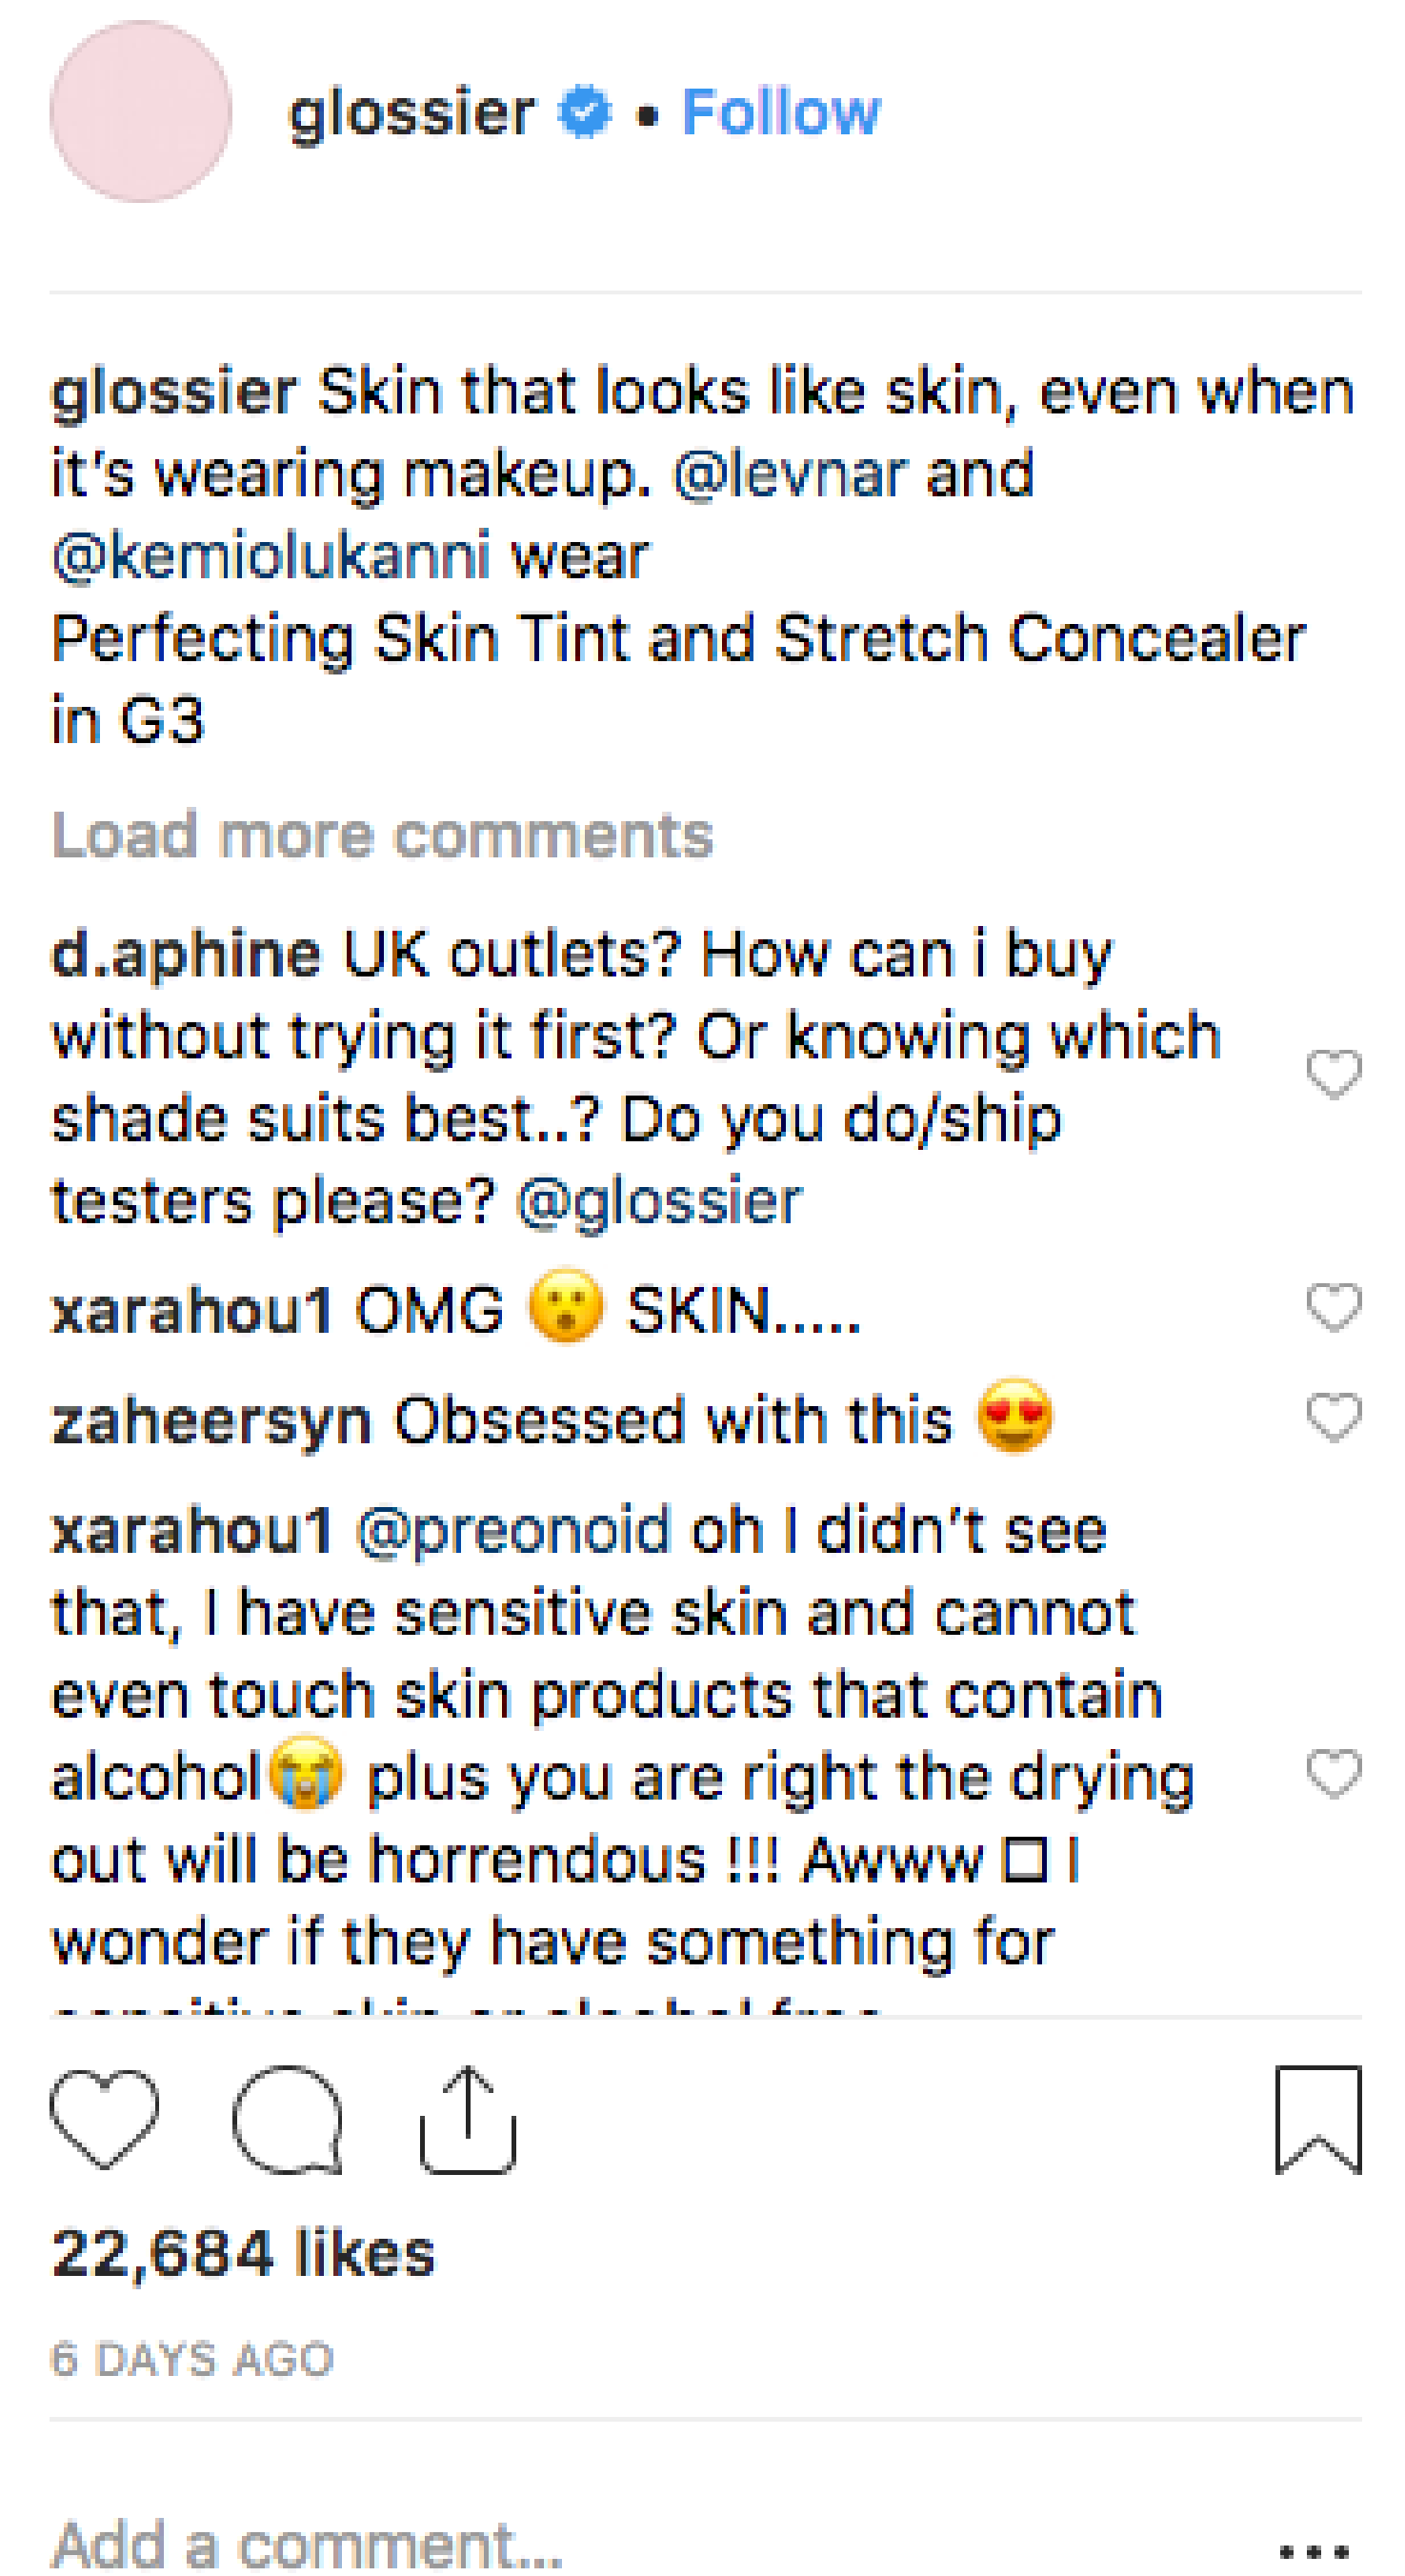 glossier • Follow
glossier Skin that looks like skin, even when
it’s wearing makeup. @levnar and
@kemiolukanni wear
Perfecting Skin Tint and Stretch Concealer
in G3
Load more comments
d.aphine UK outlets? How can i buy
without trying it first? Or knowing which
shade suits best..? Do you do/ship
testers please? @glossier
xarahou1 OMG 😮 SKIN.....
zaheersyn Obsessed with this 😍
xarahou1 @preonoid oh I didn’t see
that, I have sensitive skin and cannot
even touch skin products that contain
alcohol😭 plus you are right the drying
out will be horrendous !!! Awww □ I
wonder if they have something for
sensitive skin or alcohol free
22,684 likes
6 DAYS AGO
Add a comment...